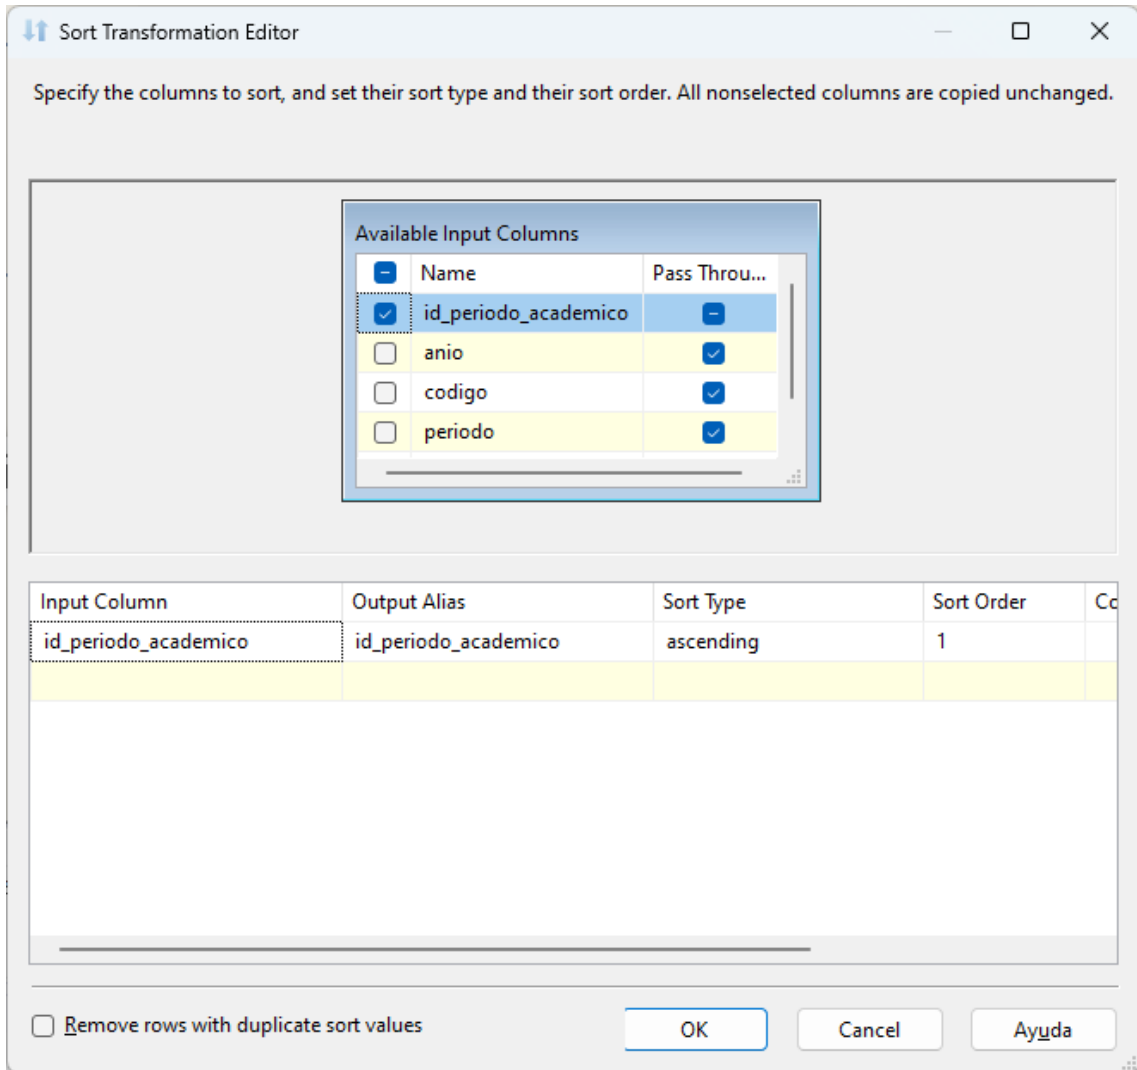 Sort Transformation Editor
Specify the columns to sort, and set their sort type and their sort order. All nonselected columns are copied unchanged.
Available Input Columns
Name Pass Throu...
id_periodo_academico
anio
codigo
periodo
Input Column Output Alias Sort Type Sort Order Co
id_periodo_academico id_periodo_academico ascending 1
Remove rows with duplicate sort values OK Cancel Ayuda